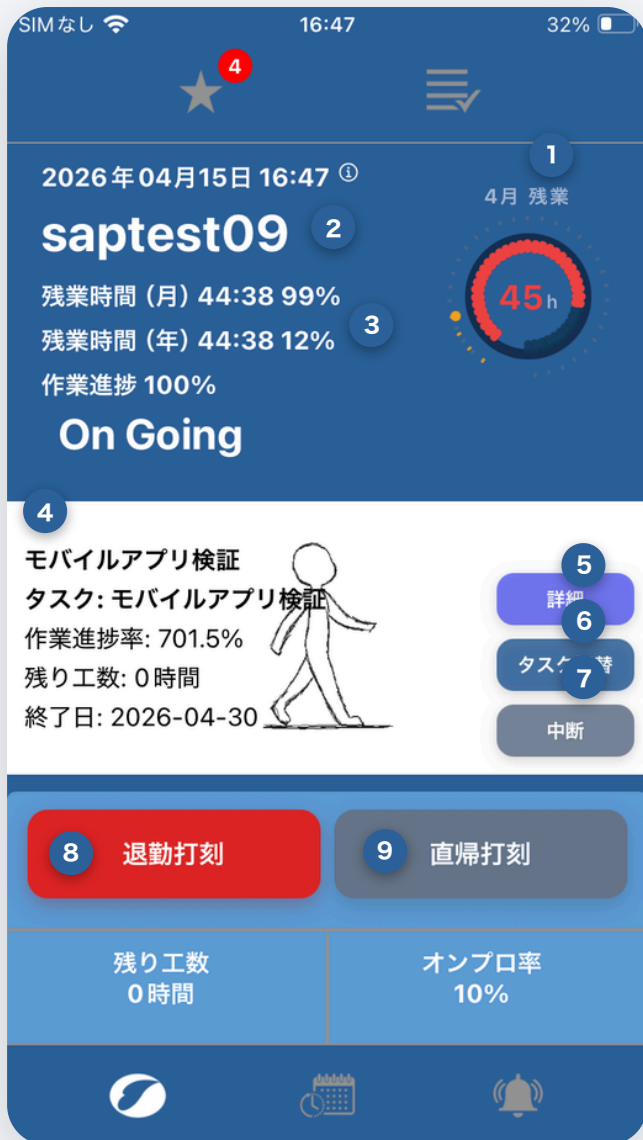 SIMなし 16:47 32%
4
1
2026年04月15日 16:47
4月 残業
saptest09 2
45h
残業時間（月）44:38 99%
残業時間（年）44:38 12%
3
作業進捗 100%
On Going
4
モバイルアプリ検証
タスク: モバイルアプリ検証
作業進捗率: 701.5%
残り工数: 0時間
終了日: 2026-04-30
5
詳細
6
タスク 替
7
中断
8 退勤打刻
9 直帰打刻
残り工数
0時間
オンプロ率
10%